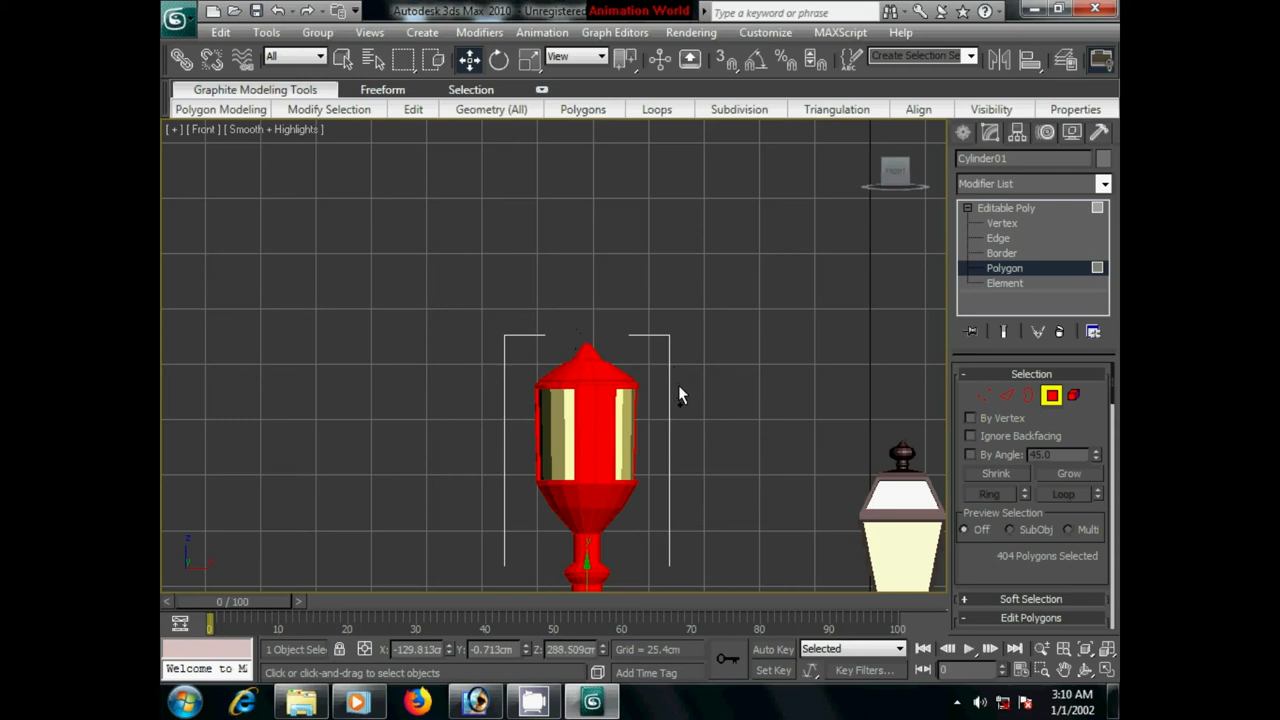 Autodesk 3ds Max 2010 - Unregistered Animation World
Type a keyword or phrase
Edit Tools Group Views Create Modifiers Animation Graph Editors Rendering Customize MAXScript Help
All View Create Selection Se
Graphite Modeling Tools Freeform Selection
Polygon Modeling Modify Selection Edit Geometry (All) Polygons Loops Subdivision Triangulation Align Visibility Properties
[ + ] [ Front ] [ Smooth + Highlights ]
FRONT
Cylinder01
Modifier List
Editable Poly
Vertex
Edge
Border
Polygon
Element
- Selection
By Vertex
Ignore Backfacing
By Angle: 45.0
Shrink Grow
Ring Loop
Preview Selection
Off SubObj Multi
404 Polygons Selected
+ Soft Selection
- Edit Polygons
z
x
y
< 0 / 100 >
0 10 20 30 40 50 60 70 80 90 100
1 Object Sele X: -129.813c Y: -0.713cm Z: 288.509cm Grid = 25.4cm Auto Key Selected
Welcome to M Click or click-and-drag to select objects Add Time Tag Set Key Key Filters... 0
3:10 AM
1/1/2002